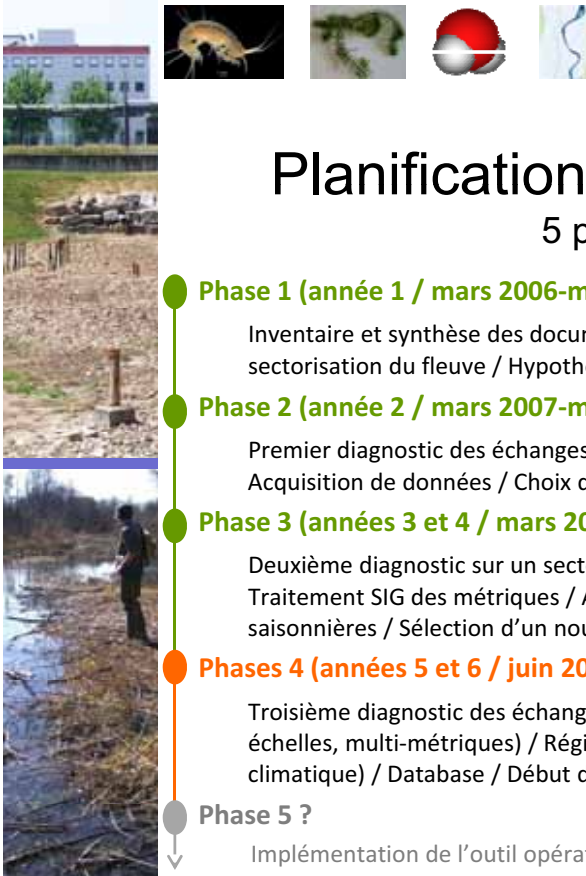 Planification
5 p
Phase 1 (année 1 / mars 2006-m
Inventaire et synthèse des docu
sectorisation du fleuve / Hypoth
Phase 2 (année 2 / mars 2007-m
Premier diagnostic des échanges
Acquisition de données / Choix d
Phase 3 (années 3 et 4 / mars 20
Deuxième diagnostic sur un sect
Traitement SIG des métriques / A
saisonnières / Sélection d’un nou
Phases 4 (années 5 et 6 / juin 20
Troisième diagnostic des échang
échelles, multi-métriques) / Régi
climatique) / Database / Début d
Phase 5 ?
Implémentation de l’outil opéra